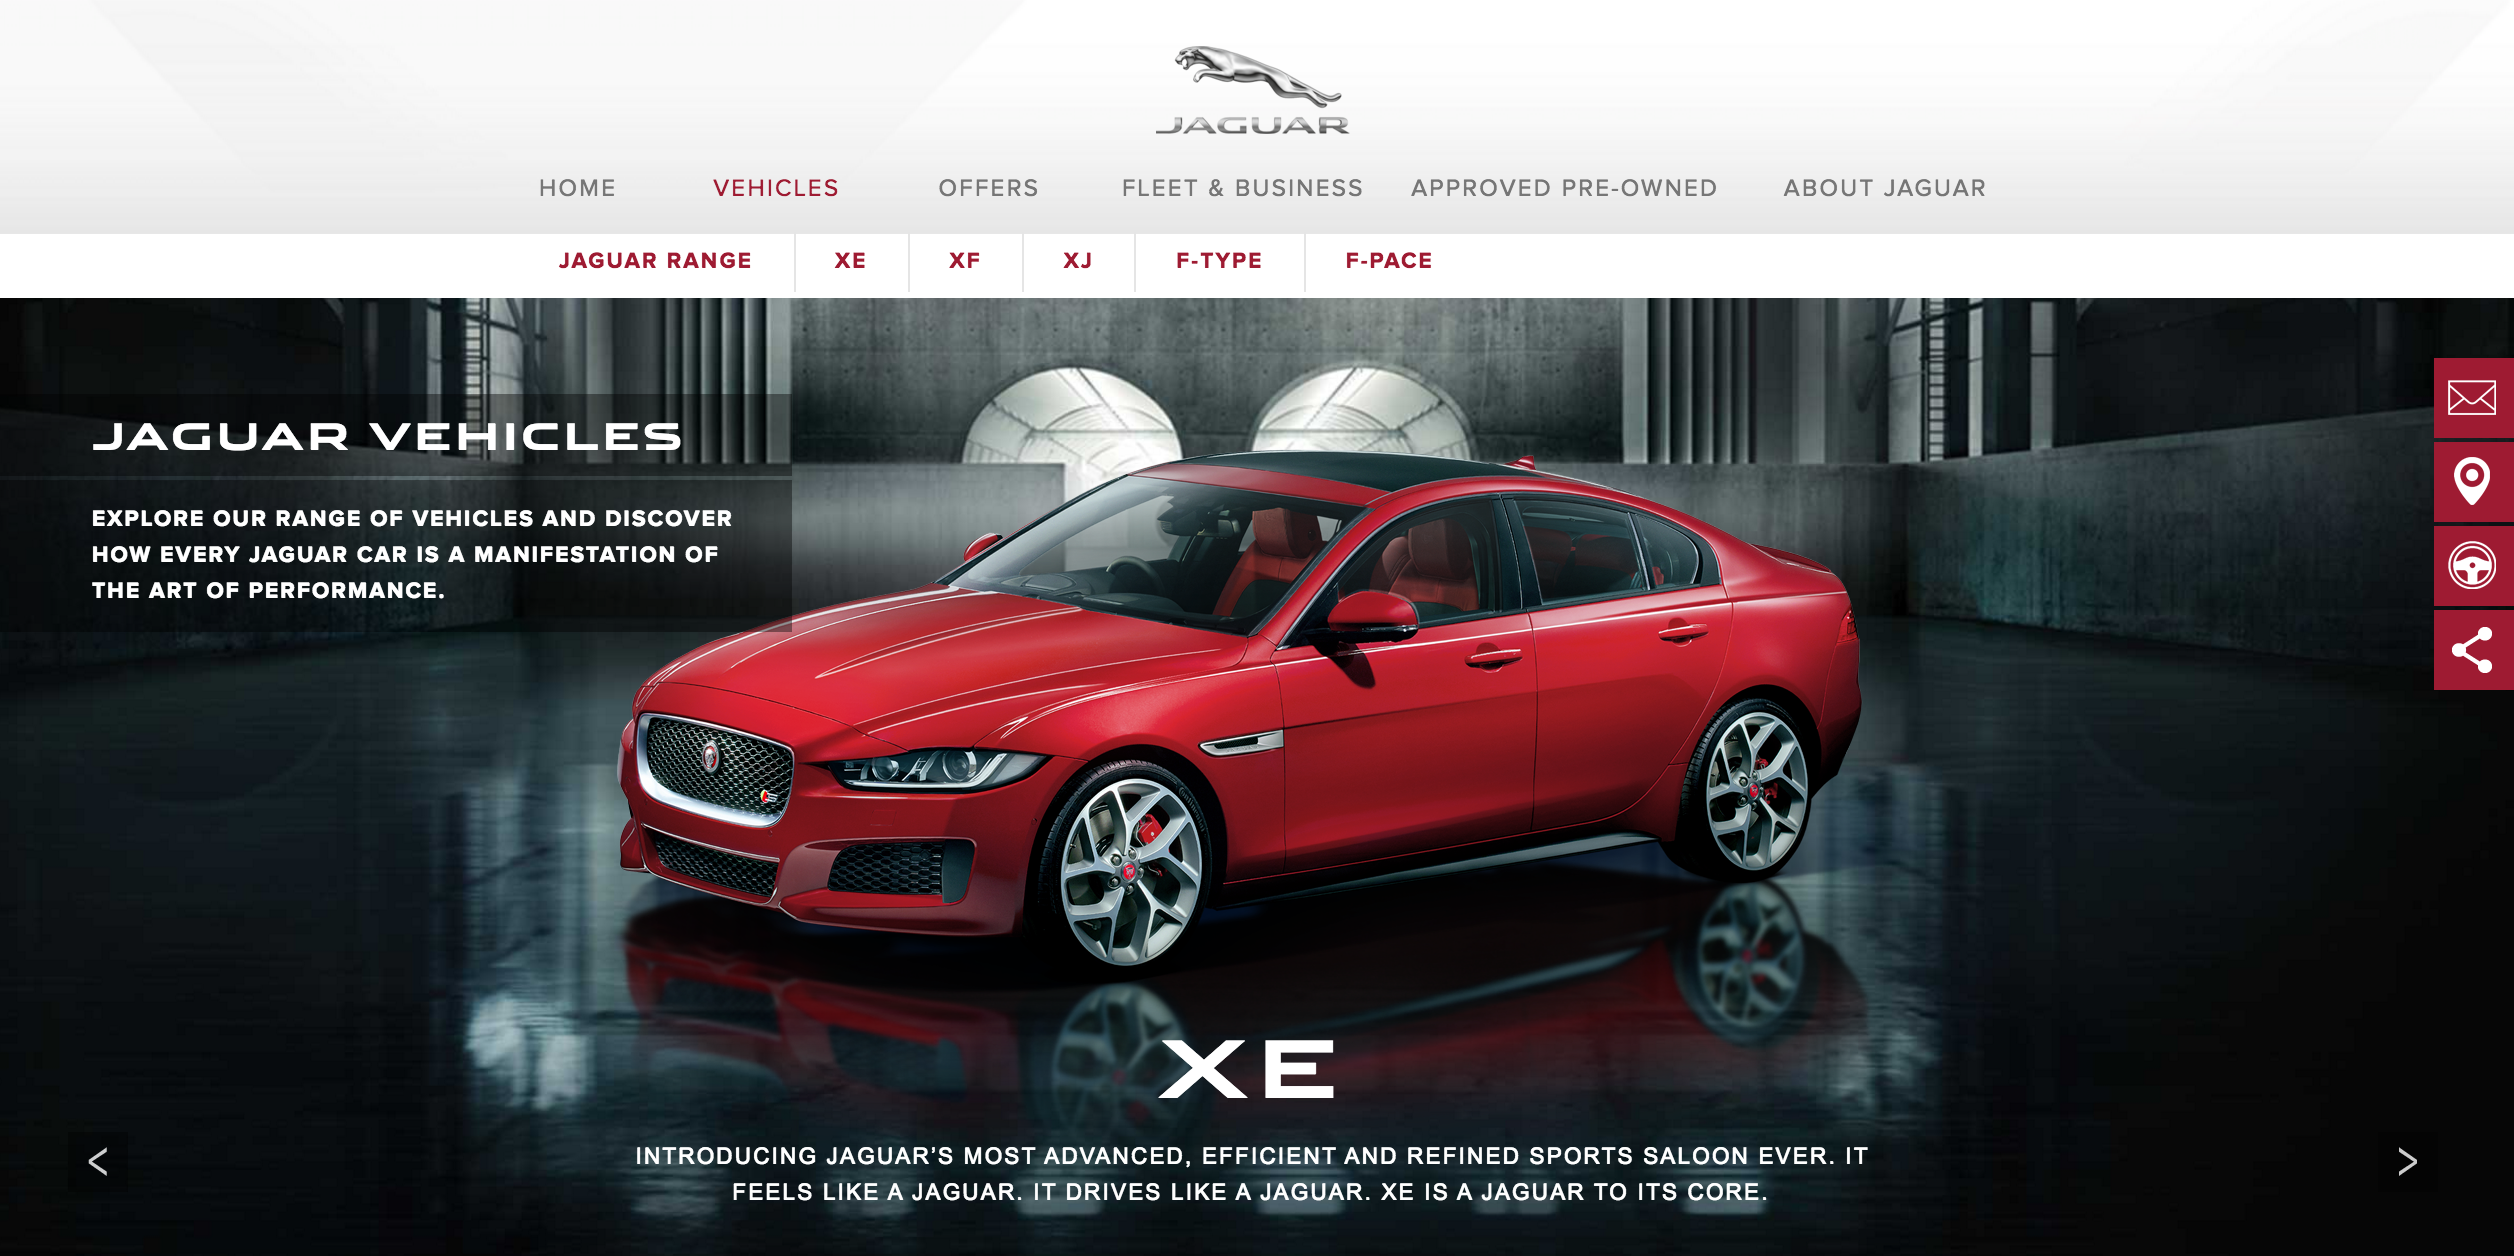 JAGUAR
HOME VEHICLES OFFERS FLEET & BUSINESS APPROVED PRE-OWNED ABOUT JAGUAR
JAGUAR RANGE XE XF XJ F-TYPE F-PACE
JAGUAR VEHICLES
EXPLORE OUR RANGE OF VEHICLES AND DISCOVER
HOW EVERY JAGUAR CAR IS A MANIFESTATION OF
THE ART OF PERFORMANCE.
XE
INTRODUCING JAGUAR’S MOST ADVANCED, EFFICIENT AND REFINED SPORTS SALOON EVER. IT
FEELS LIKE A JAGUAR. IT DRIVES LIKE A JAGUAR. XE IS A JAGUAR TO ITS CORE.